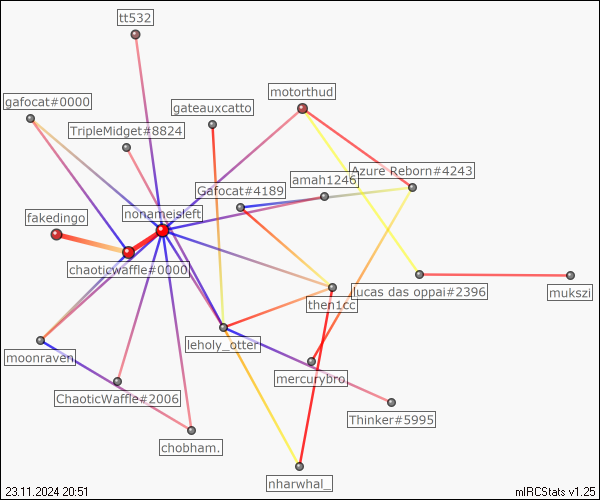 tt532
motorthud
gafocat#0000
gateauxcatto
TripleMidget#8824
Azure Reborn#4243
amah1246
Gafocat#4189
nonameisleft
fakedingo
chaoticwaffle#0000
lucas das oppai#2396
mukszi
then1cc
leholy_otter
moonraven
mercurybro
ChaoticWaffle#2006
Thinker#5995
chobham.
nharwhal_
23.11.2024 20:51
mIRCStats v1.25